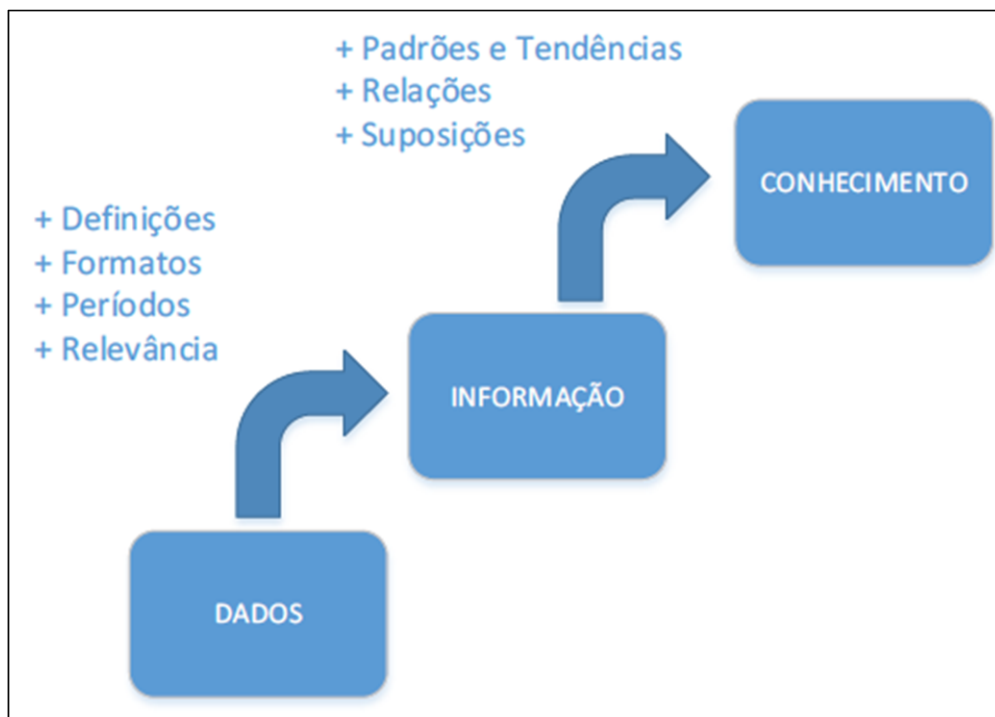 + Padrões e Tendências
+ Relações
+ Suposições
CONHECIMENTO
+ Definições
+ Formatos
+ Períodos
+ Relevância
INFORMAÇÃO
DADOS